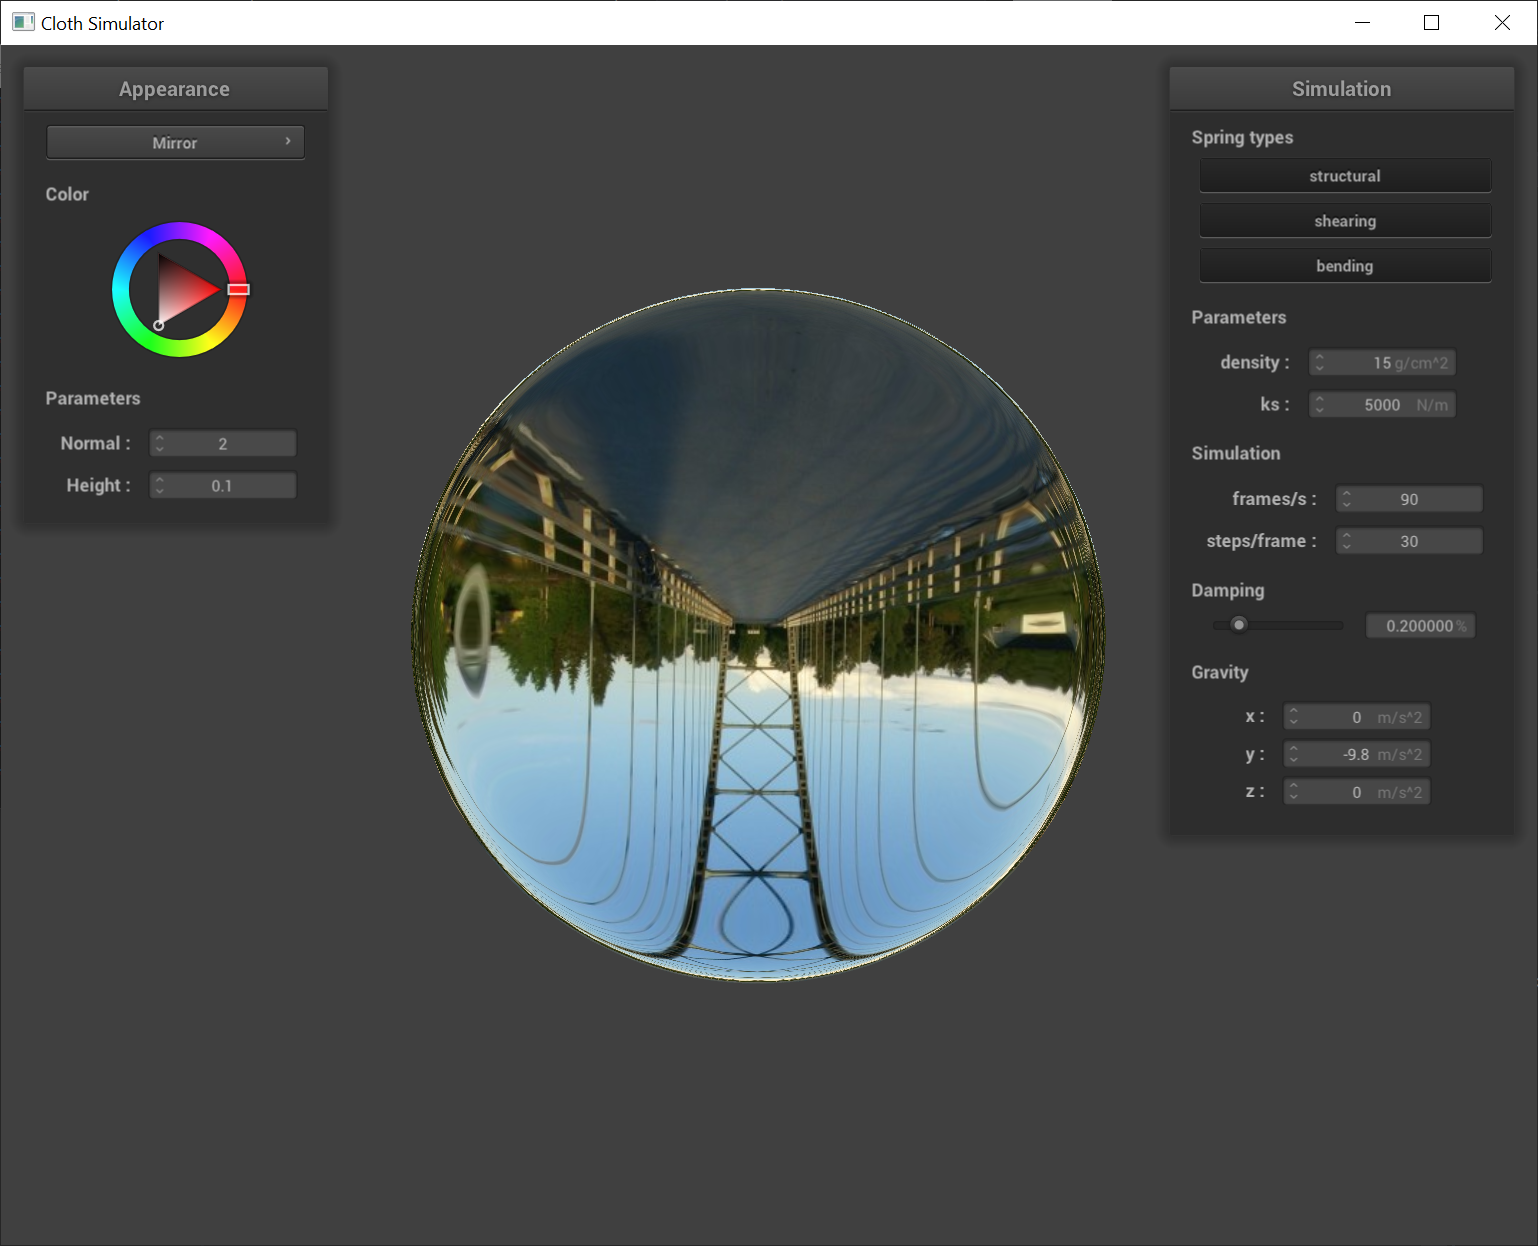 Cloth Simulator
Appearance
Mirror
Color
Parameters
Normal : 2
Height : 0.1
Simulation
Spring types
structural
shearing
bending
Parameters
density : 15 g/cm^2
ks : 5000 N/m
Simulation
frames/s : 90
steps/frame : 30
Damping
0.200000 %
Gravity
x : 0 m/s^2
y : -9.8 m/s^2
z : 0 m/s^2